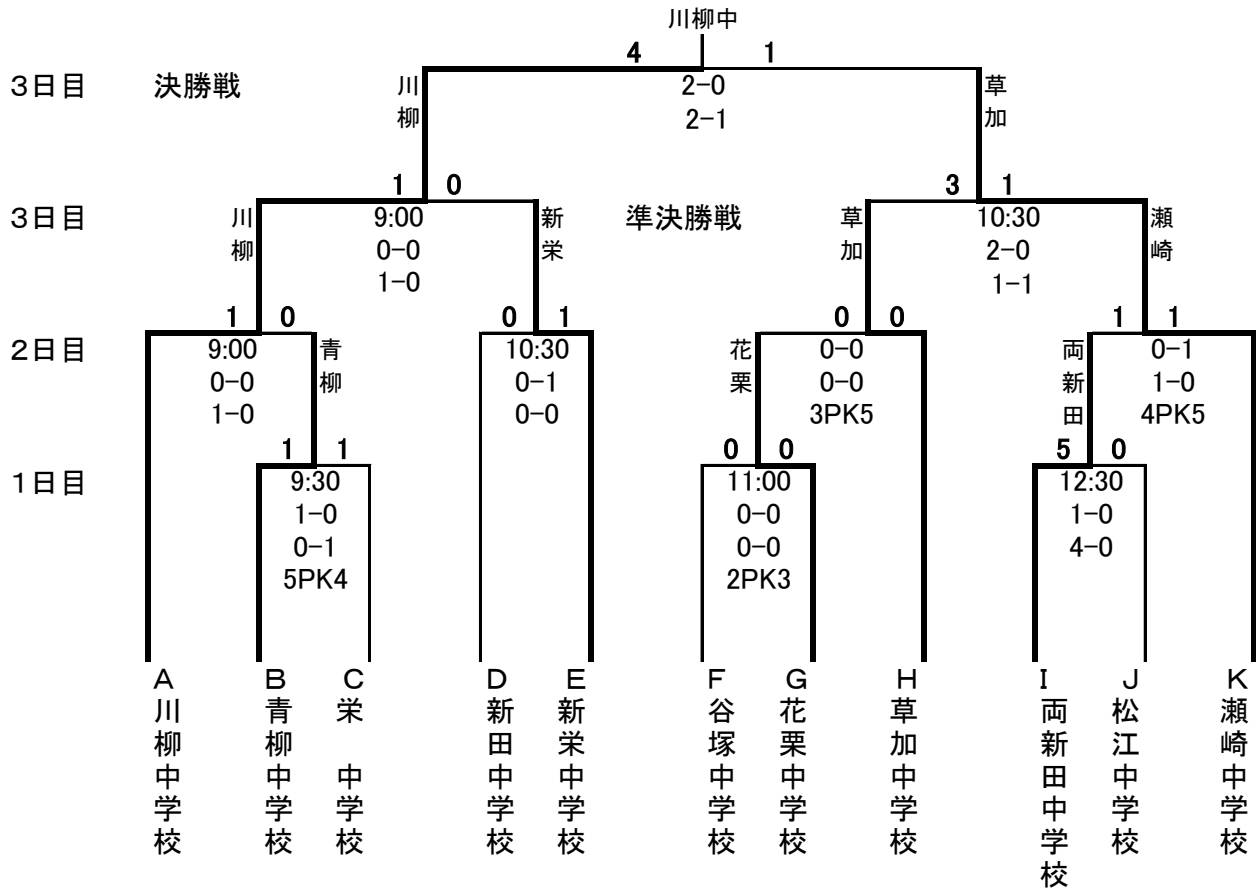 川柳中
4 1
3日目 決勝戦 川柳 2-0 草加
2-1
1 0 3 1
3日目 川柳 9:00 新栄 準決勝戦 草加 10:30 瀬崎
0-0 2-0
1-0 1-1
1 0 0 1 0 0 1 1
2日目 9:00 青柳 10:30 花栗 0-0 両新田 0-1
0-0 0-1 0-0 1-0
1-0 0-0 3PK5 4PK5
1 1 0 0 5 0
1日目 9:30 11:00 12:30
1-0 0-0 1-0
0-1 0-0 4-0
5PK4 2PK3
A B C D E F G H I J K
川柳中学校
青柳中学校
栄 中学校
新田中学校
新栄中学校
谷塚中学校
花栗中学校
草加中学校
両新田中学校
松江中学校
瀬崎中学校